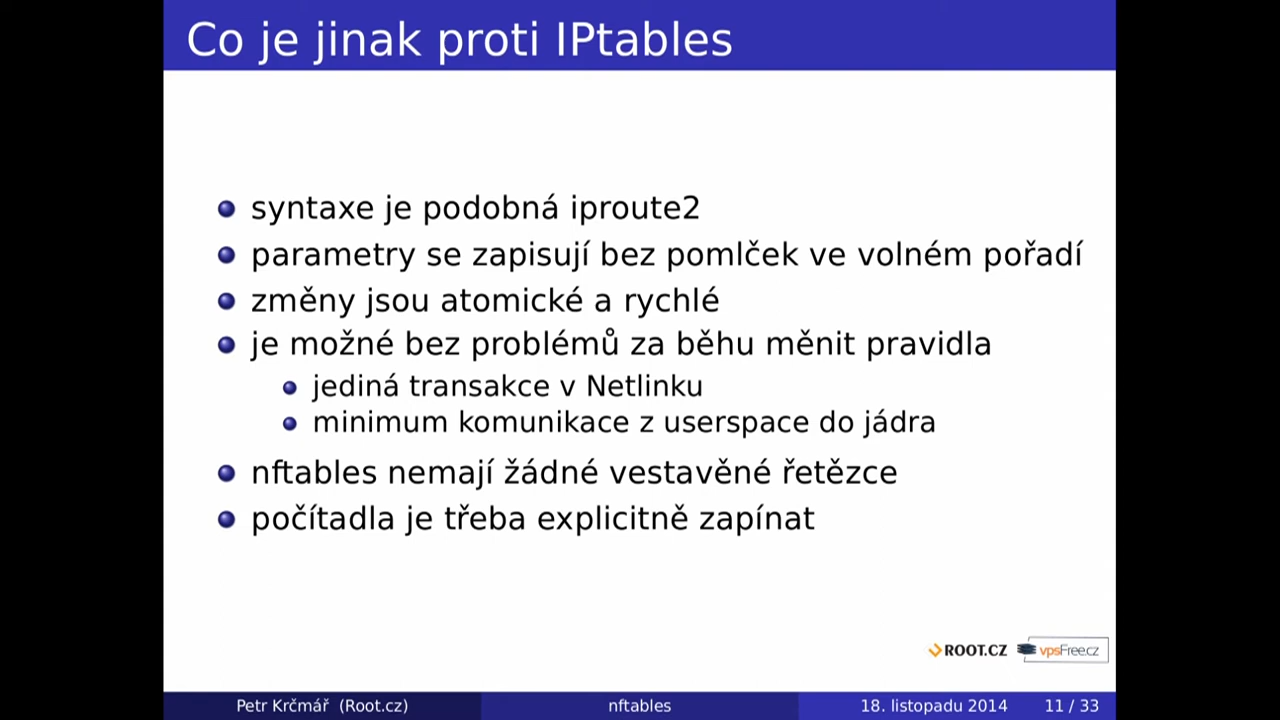 Co je jinak proti IPtables
syntaxe je podobná iproute2
parametry se zapisují bez pomlček ve volném pořadí
změny jsou atomické a rychlé
je možné bez problémů za běhu měnit pravidla
jediná transakce v Netlinku
minimum komunikace z userspace do jádra
nftables nemají žádné vestavěné řetězce
počítadla je třeba explicitně zapínat
ROOT.CZ vpsFree.cz
Petr Krčmář (Root.cz) nftables 18. listopadu 2014 11 / 33